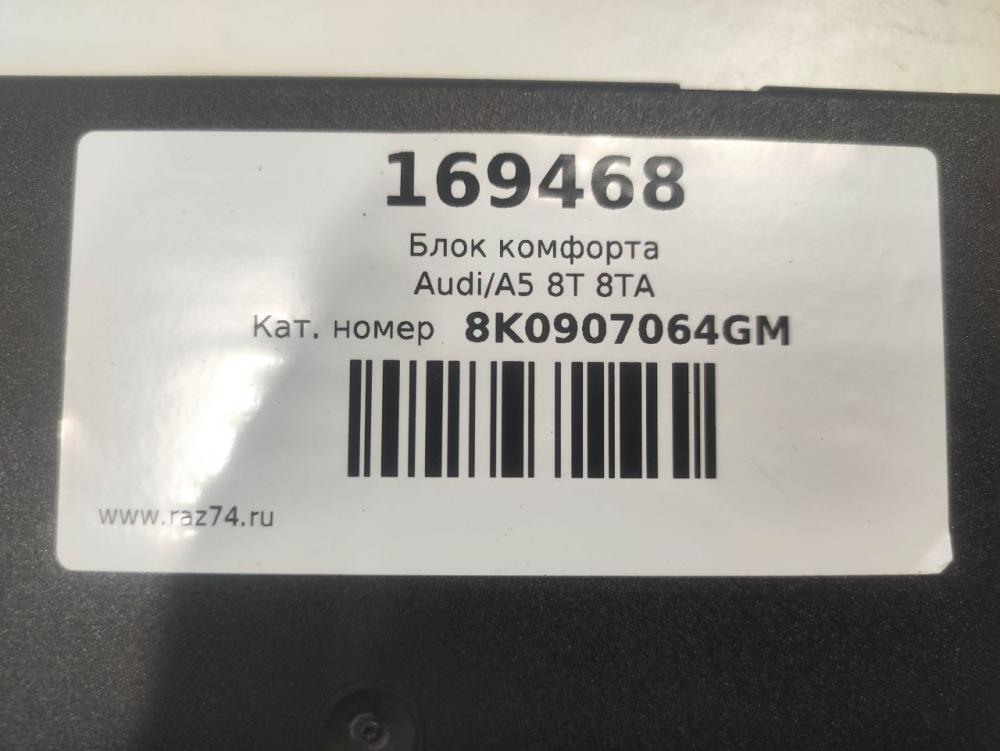 169468
Блок комфорта
Audi/A5 8T 8TA
Кат. номер 8K0907064GM
www.raz74.ru